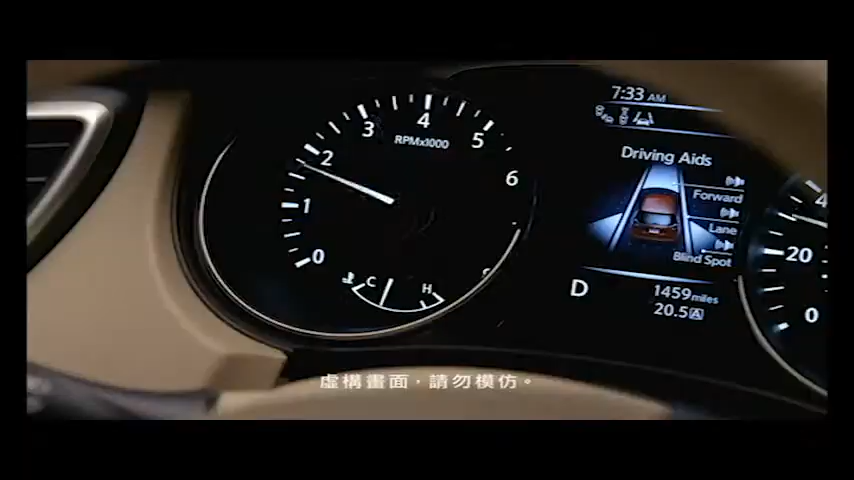 7:33 AM
Driving Aids
Forward
Lane
Blind Spot
0
1
2
3
4
5
6
RPMx1000
C
H
D
1459 miles
20.5 A
0
20
4
虛構畫面，請勿模仿。